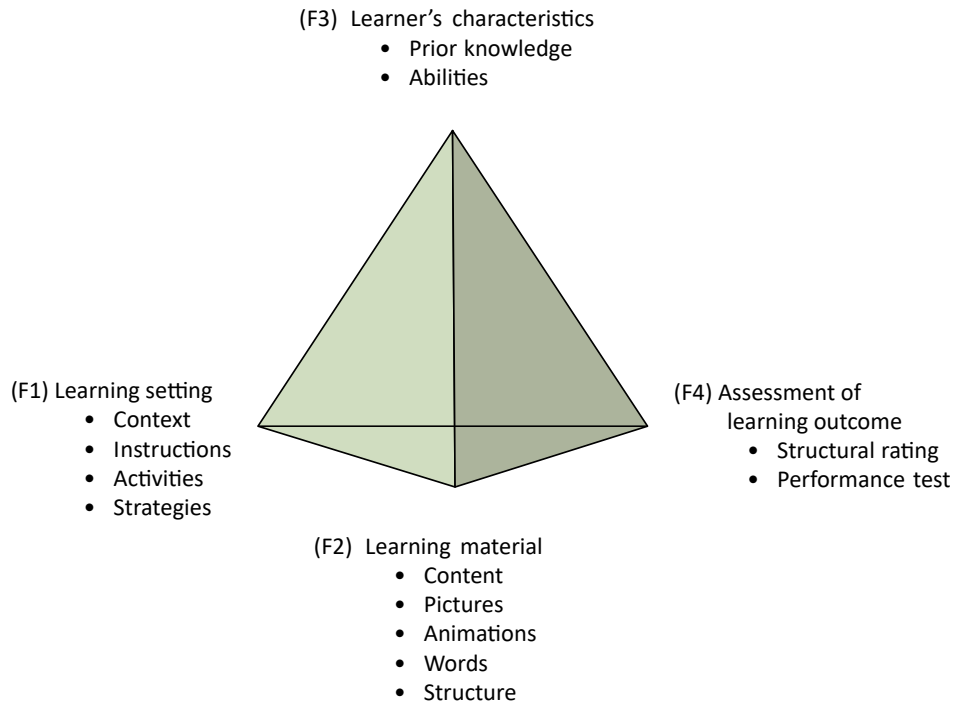 (F3) Learner’s characteristics
• Prior knowledge
• Abilities
(F1) Learning setting
• Context
• Instructions
• Activities
• Strategies
(F4) Assessment of
learning outcome
• Structural rating
• Performance test
(F2) Learning material
• Content
• Pictures
• Animations
• Words
• Structure